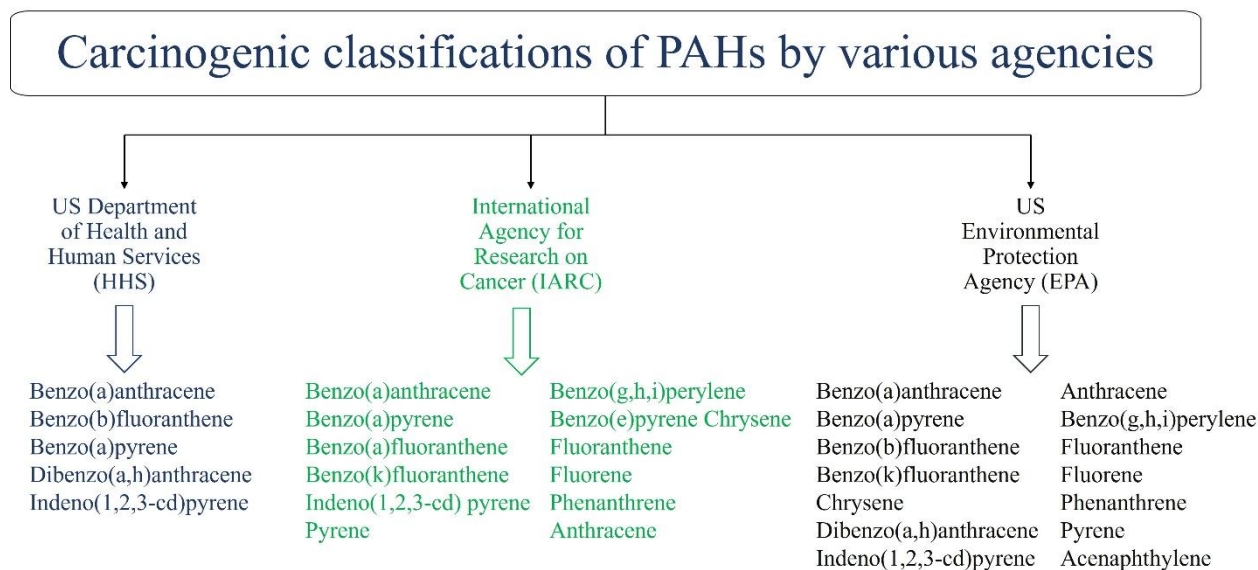 Carcinogenic classifications of PAHs by various agencies
US Department
of Health and
Human Services
(HHS)
Benzo(a)anthracene
Benzo(b)fluoranthene
Benzo(a)pyrene
Dibenzo(a,h)anthracene
Indeno(1,2,3-cd)pyrene
International
Agency for
Research on
Cancer (IARC)
Benzo(a)anthracene
Benzo(a)pyrene
Benzo(a)fluoranthene
Benzo(k)fluoranthene
Indeno(1,2,3-cd) pyrene
Pyrene
Benzo(g,h,i)perylene
Benzo(e)pyrene Chrysene
Fluoranthene
Fluorene
Phenanthrene
Anthracene
US
Environmental
Protection
Agency (EPA)
Benzo(a)anthracene
Benzo(a)pyrene
Benzo(b)fluoranthene
Benzo(k)fluoranthene
Chrysene
Dibenzo(a,h)anthracene
Indeno(1,2,3-cd)pyrene
Anthracene
Benzo(g,h,i)perylene
Fluoranthene
Fluorene
Phenanthrene
Pyrene
Acenaphthylene